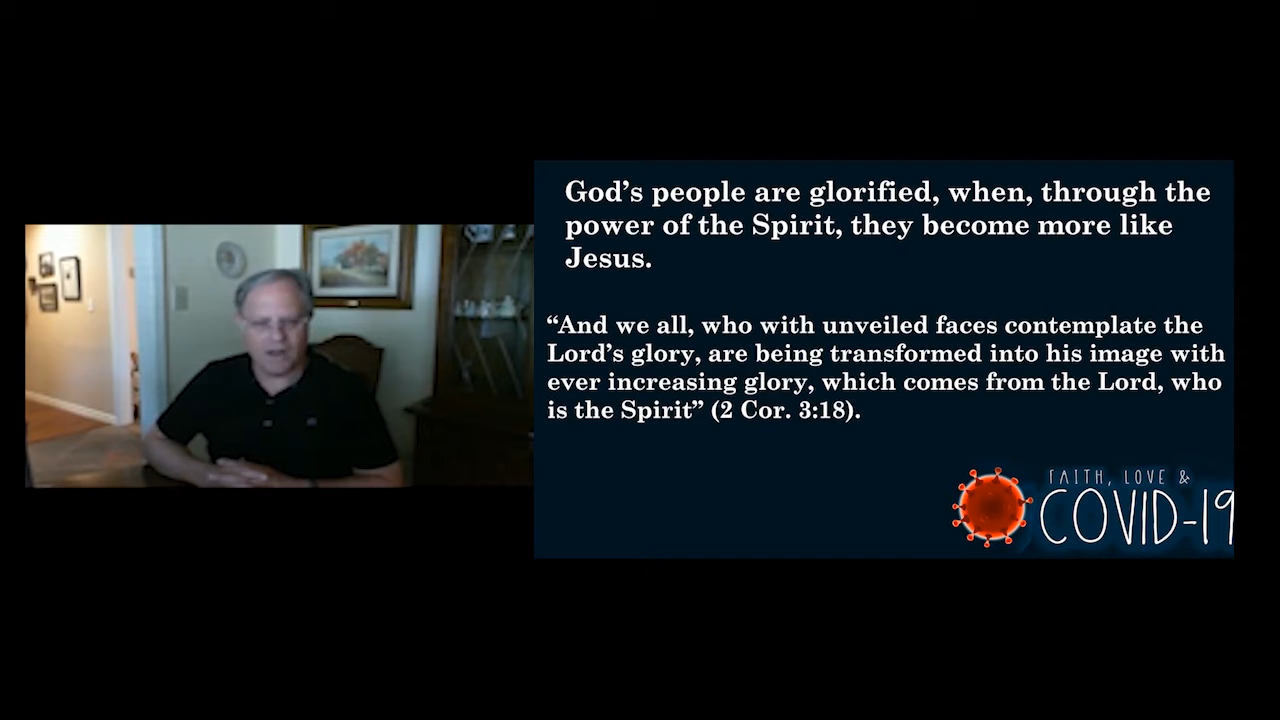 God’s people are glorified, when, through the
power of the Spirit, they become more like
Jesus.
“And we all, who with unveiled faces contemplate the
Lord’s glory, are being transformed into his image with
ever increasing glory, which comes from the Lord, who
is the Spirit” (2 Cor. 3:18).
FAITH, LOVE &
COVID-19